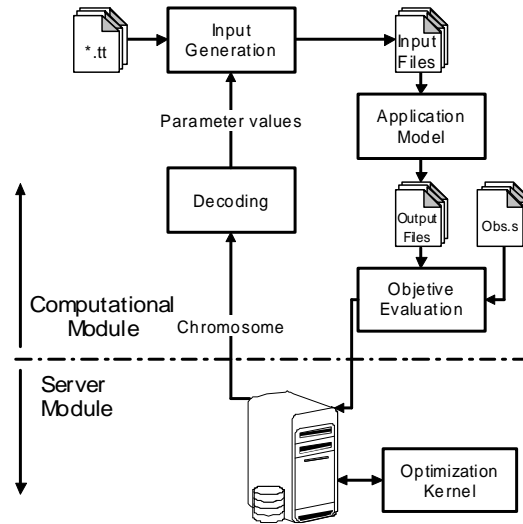 *.tt
Input
Generation
Input
Files
Parameter values
Application
Model
Decoding
Output
Files
Obs.s
Computational
Module
Chromosome
Objetive
Evaluation
Server
Module
Optimization
Kernel